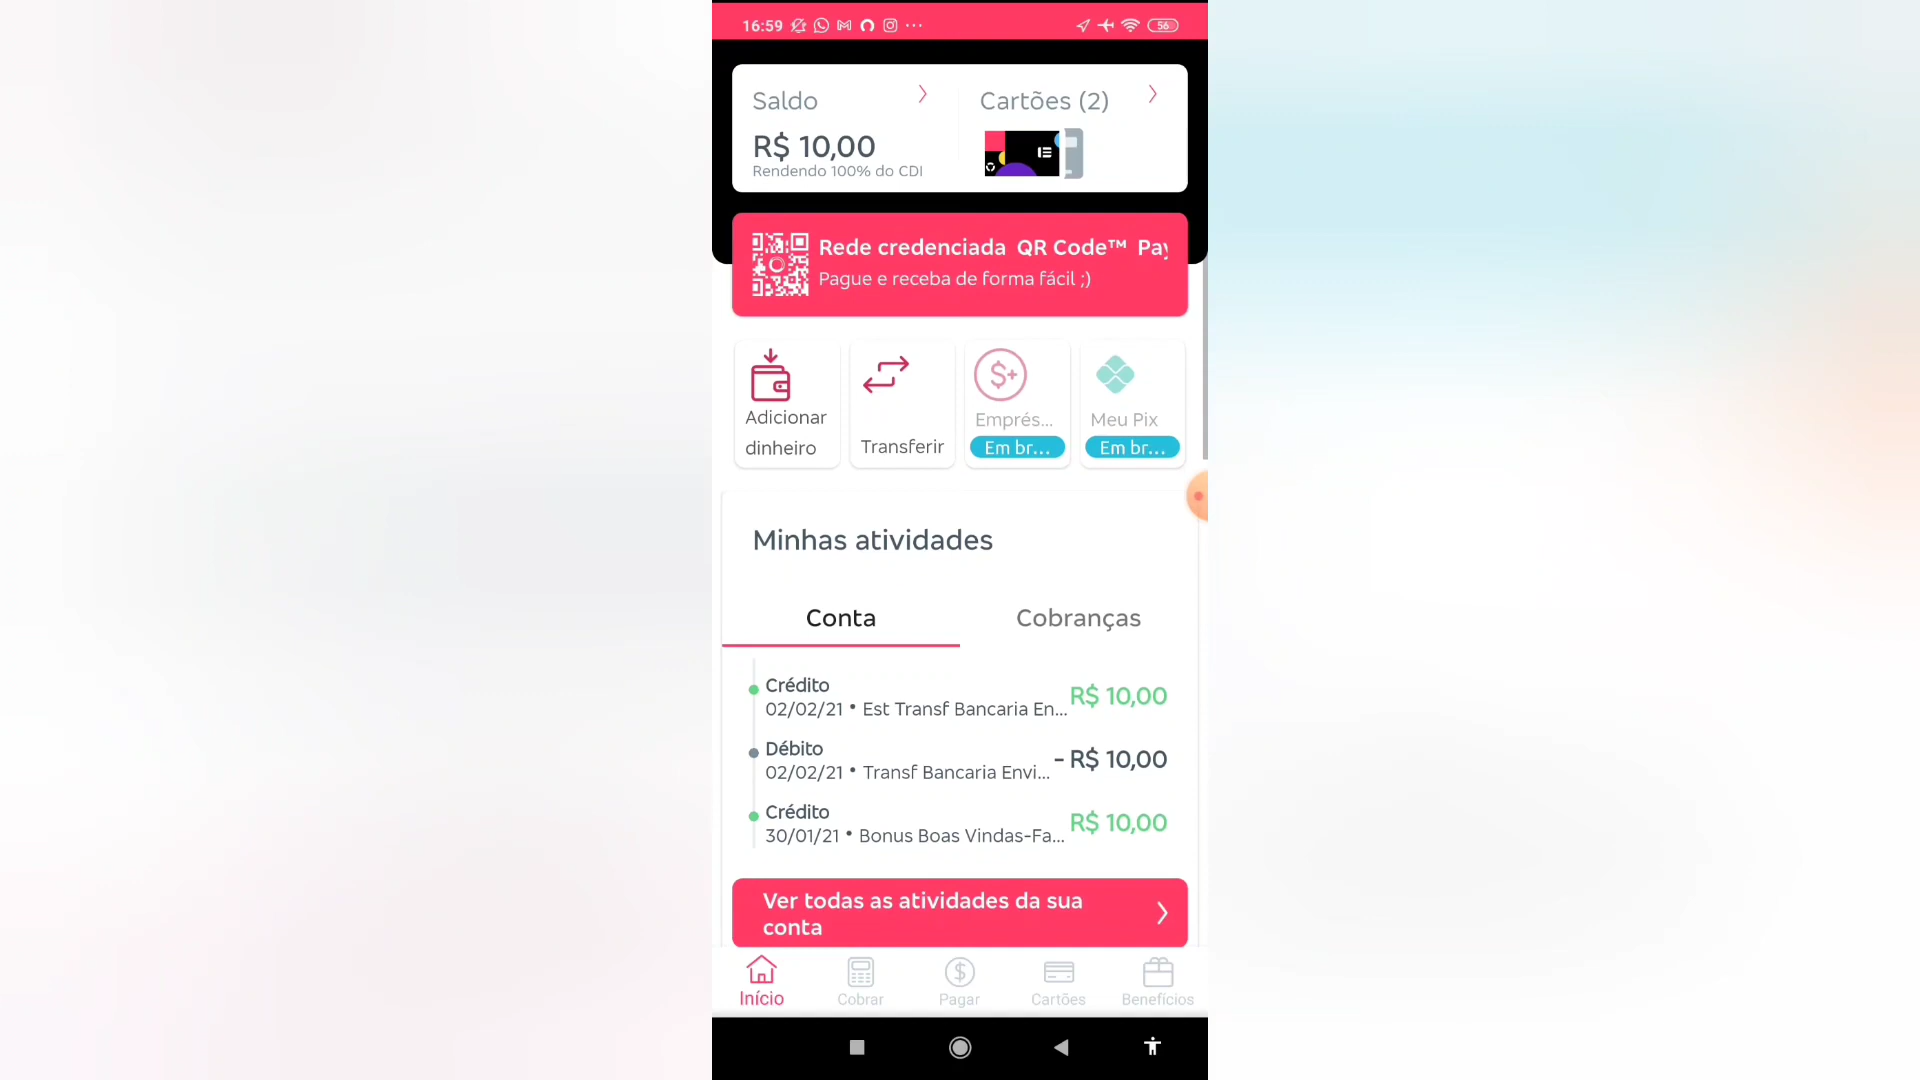 16:59
56
Saldo
Cartões (2)
R$ 10,00
Rendendo 100% do CDI
Rede credenciada QR Code™ Pay
Pague e receba de forma fácil ;)
Adicionar
dinheiro
Transferir
Emprés...
Em br...
Meu Pix
Em br...
Minhas atividades
Conta
Cobranças
Crédito
02/02/21 • Est Transf Bancaria En...
R$ 10,00
Débito
02/02/21 • Transf Bancaria Envi...
- R$ 10,00
Crédito
30/01/21 • Bonus Boas Vindas-Fa...
R$ 10,00
Ver todas as atividades da sua
conta
Início
Cobrar
Pagar
Cartões
Benefícios